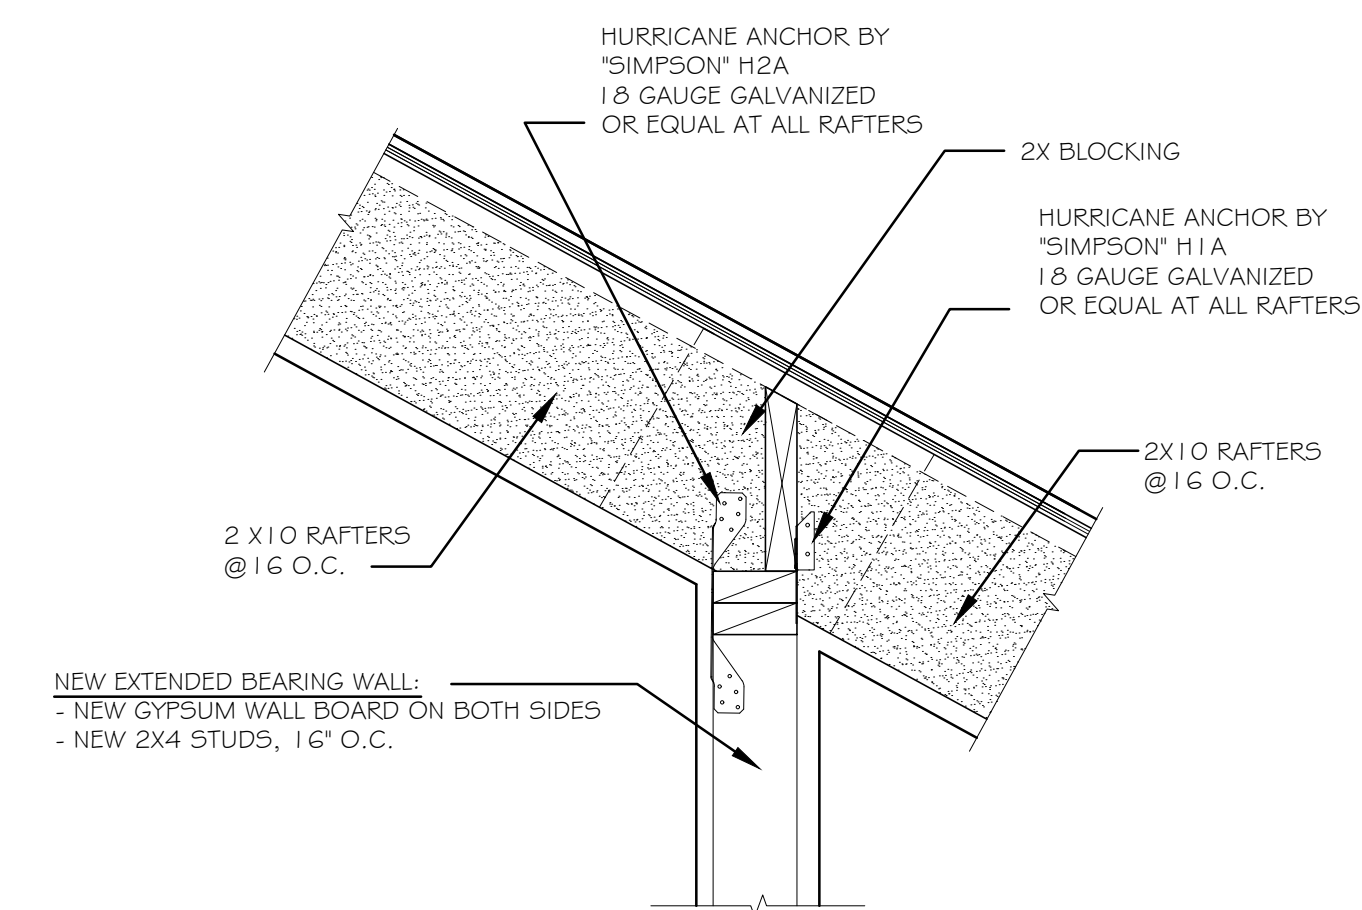 HURRICANE ANCHOR BY
"SIMPSON" H2A
18 GAUGE GALVANIZED
OR EQUAL AT ALL RAFTERS
2X BLOCKING
HURRICANE ANCHOR BY
"SIMPSON" H1A
18 GAUGE GALVANIZED
OR EQUAL AT ALL RAFTERS
2X10 RAFTERS
@16 O.C.
2 X10 RAFTERS
@16 O.C.
NEW EXTENDED BEARING WALL:
- NEW GYPSUM WALL BOARD ON BOTH SIDES
- NEW 2X4 STUDS, 16" O.C.